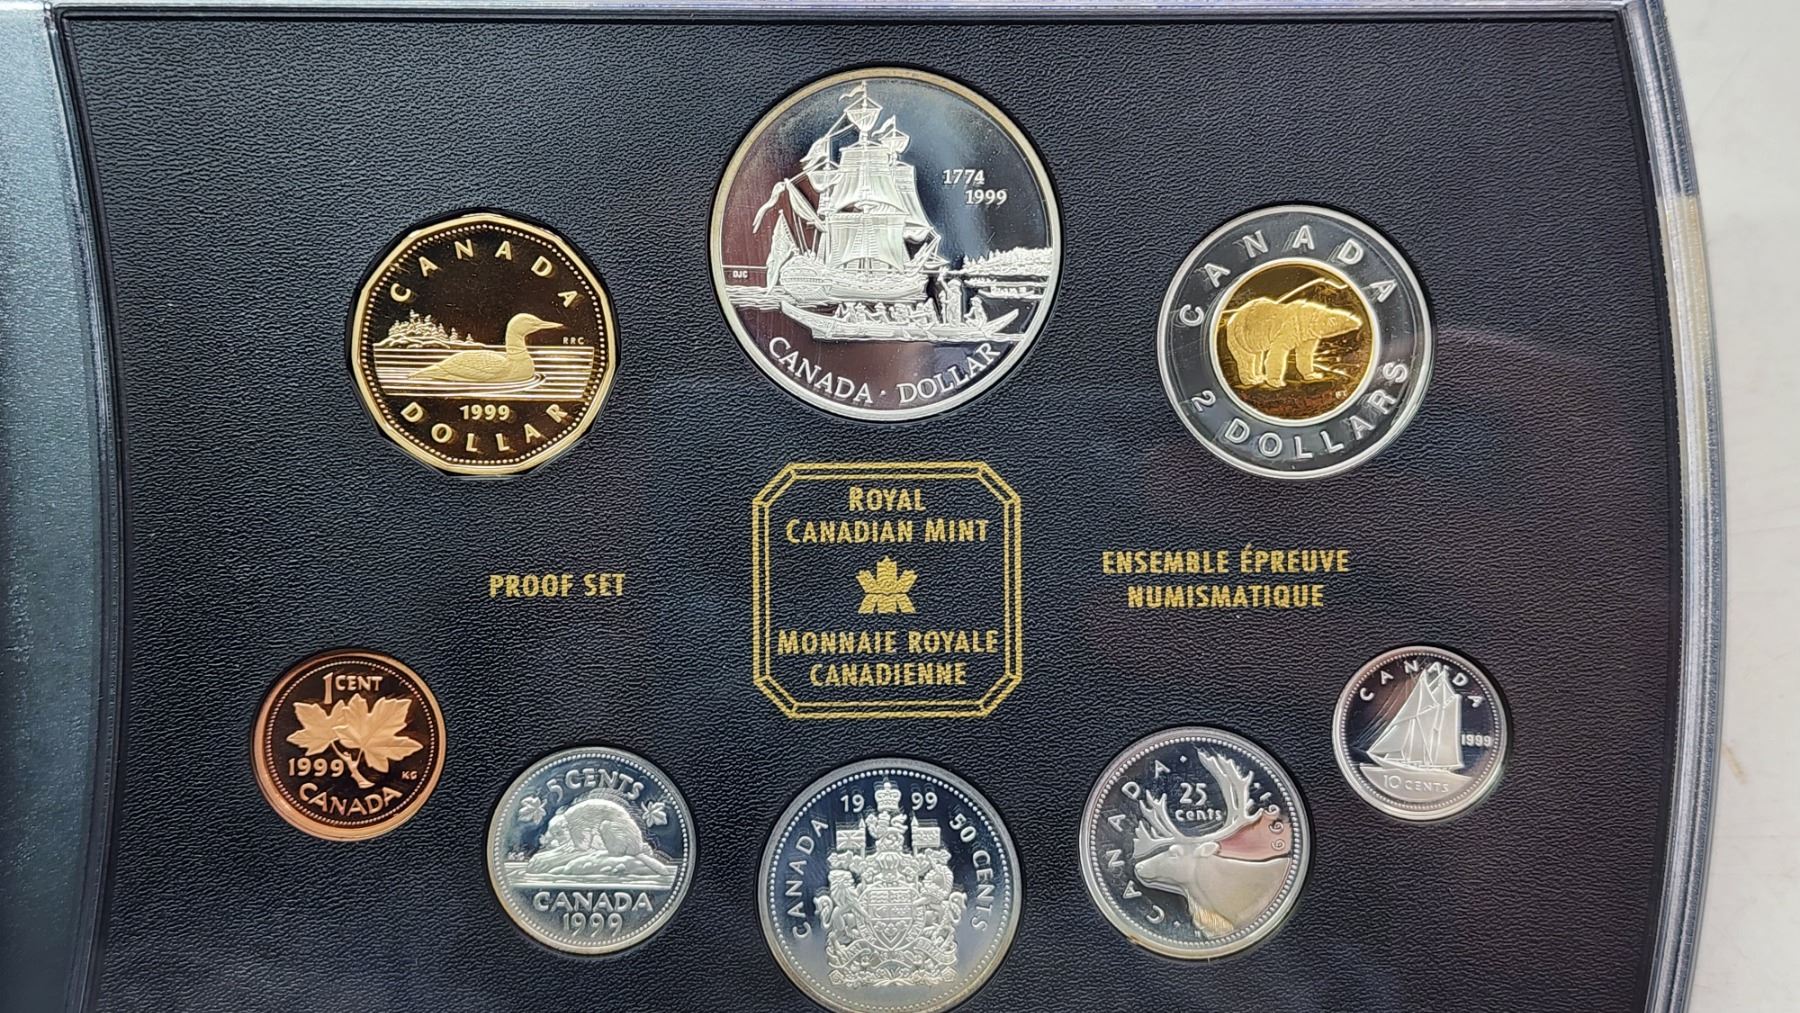 1774
1999
DJC
CANADA · DOLLAR
CANADA
RRC
1999
DOLLAR
CANADA
2 DOLLARS
ROYAL
CANADIAN MINT
MONNAIE ROYALE
CANADIENNE
PROOF SET
ENSEMBLE ÉPREUVE
NUMISMATIQUE
1 CENT
1999
KG
CANADA
5 CENTS
CANADA
1999
1999
CANADA
50 CENTS
CANADA
25
cents
1999
CANADA
1999
10 CENTS